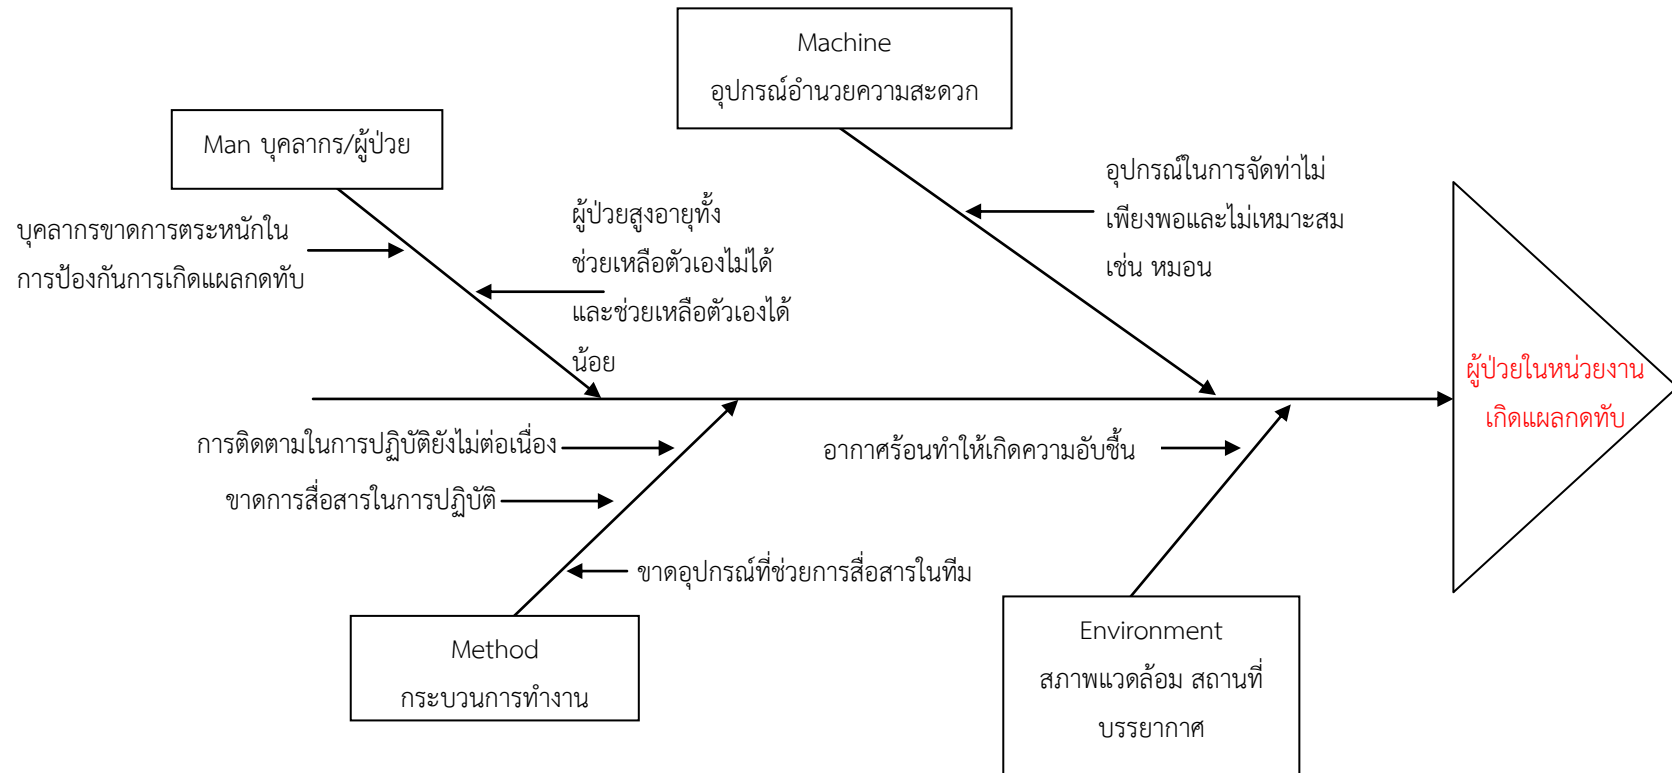 Machine
อุปกรณ์อำนวยความสะดวก
Man บุคลากร/ผู้ป่วย
บุคลากรขาดการตระหนักใน
การป้องกันการเกิดแผลกดทับ
ผู้ป่วยสูงอายุทั้ง
ช่วยเหลือตัวเองไม่ได้
และช่วยเหลือตัวเองได้
น้อย
อุปกรณ์ในการจัดท่าไม่
เพียงพอและไม่เหมาะสม
เช่น หมอน
ผู้ป่วยในหน่วยงาน
เกิดแผลกดทับ
การติดตามในการปฏิบัติยังไม่ต่อเนื่อง
ขาดการสื่อสารในการปฏิบัติ
ขาดอุปกรณ์ที่ช่วยการสื่อสารในทีม
อากาศร้อนทำให้เกิดความอับชื้น
Method
กระบวนการทำงาน
Environment
สภาพแวดล้อม สถานที่
บรรยากาศ